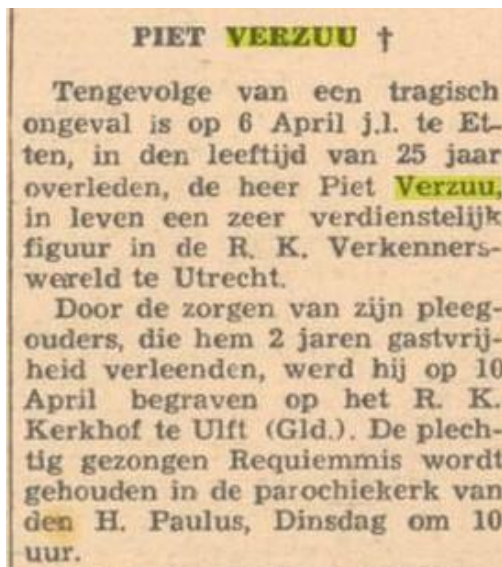 PIET VERZUU †
Tengevolge van een tragisch
ongeval is op 6 April j.l. te Et-
ten, in den leeftijd van 25 jaar
overleden, de heer Piet Verzuu,
in leven een zeer verdienstelijk
figuur in de R. K. Verkenners-
wereld te Utrecht.
Door de zorgen van zijn pleeg-
ouders, die hem 2 jaren gastvrij-
heid verleenden, werd hij op 10
April begraven op het R. K.
Kerkhof te Ulft (Gld.). De plech-
tig gezongen Requiemmis wordt
gehouden in de parochiekerk van
den H. Paulus, Dinsdag om 10
uur.